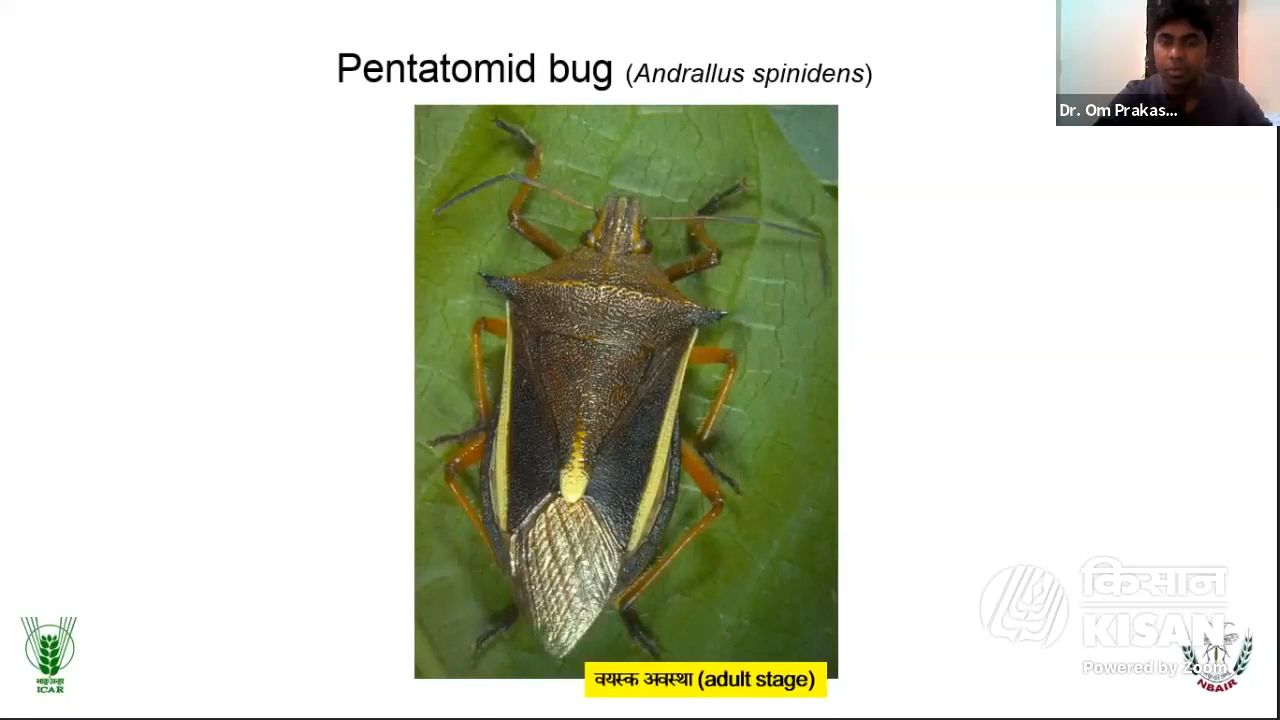 Pentatomid bug (Andrallus spinidens)
Dr. Om Prakas...
वयस्क अवस्था (adult stage)
किसान
KISAN
Powered by Zoom
ICAR
NBAIR